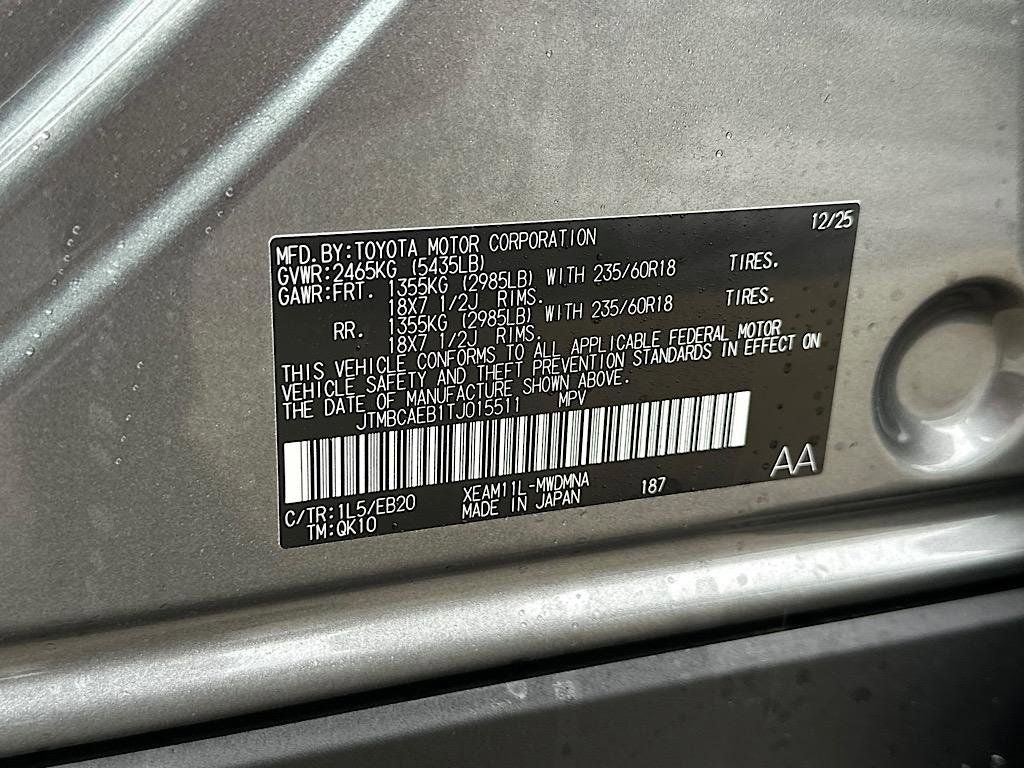 12/25
MFD.BY:TOYOTA MOTOR CORPORATION
GVWR:2465KG (5435LB)
GAWR:FRT. 1355KG (2985LB) WITH 235/60R18 TIRES.
18X7 1/2J RIMS.
RR. 1355KG (2985LB) WITH 235/60R18 TIRES.
18X7 1/2J RIMS.
THIS VEHICLE CONFORMS TO ALL APPLICABLE FEDERAL MOTOR
VEHICLE SAFETY AND THEFT PREVENTION STANDARDS IN EFFECT ON
THE DATE OF MANUFACTURE SHOWN ABOVE.
JTMBCAEB1TJ015511 MPV
AA
C/TR:1L5/EB20 XEAM11L-MWDMNA 187
TM:QK10 MADE IN JAPAN